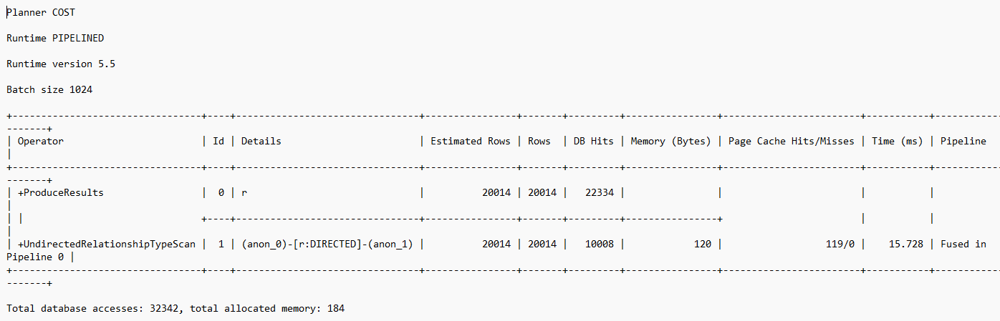 Planner COST
Runtime PIPELINED
Runtime version 5.5
Batch size 1024
+---------------------------------+----+--------------------------------+----------------+-------+---------+----------------+------------------------+-----------+-----------
-------+
| Operator                        | Id | Details                        | Estimated Rows | Rows  | DB Hits | Memory (Bytes) | Page Cache Hits/Misses | Time (ms) | Pipeline
|
+---------------------------------+----+--------------------------------+----------------+-------+---------+----------------+------------------------+-----------+-----------
-------+
| +ProduceResults                 |  0 | r                              |          20014 | 20014 |   22334 |                |                        |           |
|
| |                               +----+--------------------------------+----------------+-------+---------+----------------+                        |           |
|
| +UndirectedRelationshipTypeScan |  1 | (anon_0)-[r:DIRECTED]-(anon_1) |          20014 | 20014 |   10008 |            120 |                  119/0 |    15.728 | Fused in
Pipeline 0 |
+---------------------------------+----+--------------------------------+----------------+-------+---------+----------------+------------------------+-----------+-----------
-------+
Total database accesses: 32342, total allocated memory: 184